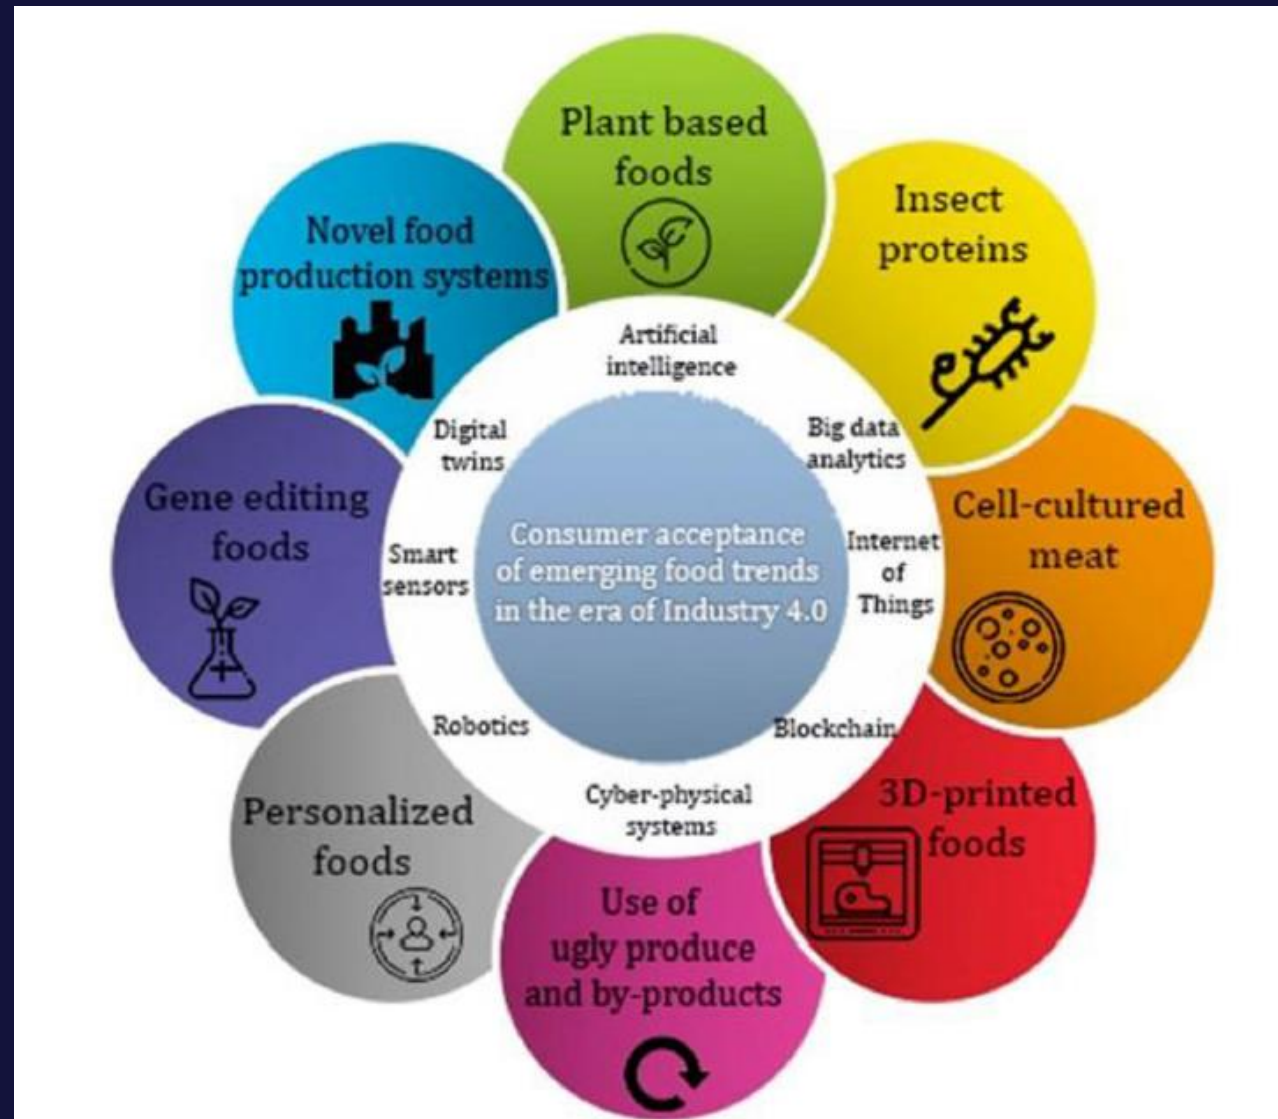 Plant based
foods
Insect
proteins
Cell-cultured
meat
3D-printed
foods
Use of
ugly produce
and by-products
Personalized
foods
Gene editing
foods
Novel food
production systems
Artificial
intelligence
Big data
analytics
Internet
of
Things
Blockchain
Cyber-physical
systems
Robotics
Smart
sensors
Digital
twins
Consumer acceptance
of emerging food trends
in the era of Industry 4.0